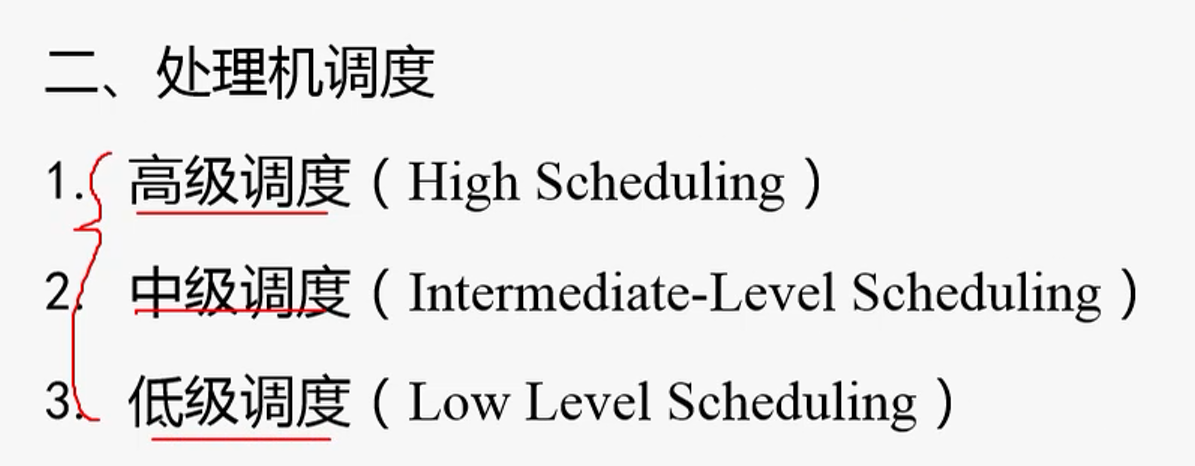 二、处理机调度
1. 高级调度（High Scheduling）
2. 中级调度（Intermediate-Level Scheduling）
3. 低级调度（Low Level Scheduling）